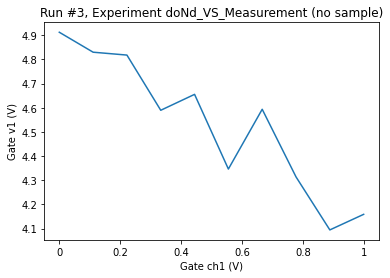 Run #3, Experiment doNd_VS_Measurement (no sample)
4.9
4.8
4.7
4.6
4.5
4.4
4.3
4.2
4.1
Gate v1 (V)
0 0.2 0.4 0.6 0.8 1
Gate ch1 (V)